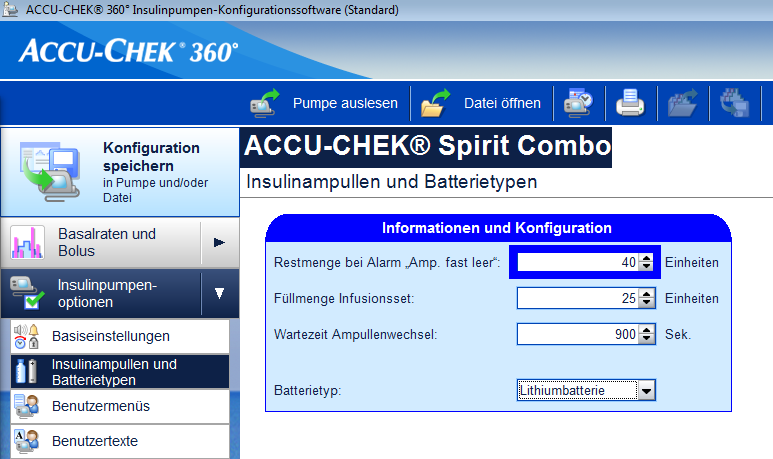 ACCU-CHEK® 360° Insulinpumpen-Konfigurationssoftware (Standard)
ACCU-CHEK® 360°
Pumpe auslesen
Datei öffnen
Konfiguration
speichern
in Pumpe und/oder
Datei
ACCU-CHEK® Spirit Combo
Insulinampullen und Batterietypen
Basalraten und
Bolus
Insulinpumpen-
optionen
Basiseinstellungen
Insulinampullen und
Batterietypen
Benutzermenüs
Benutzertexte
Informationen und Konfiguration
Restmenge bei Alarm „Amp. fast leer“: 40 Einheiten
Füllmenge Infusionsset: 25 Einheiten
Wartezeit Ampullenwechsel: 900 Sek.
Batterietyp: Lithiumbatterie